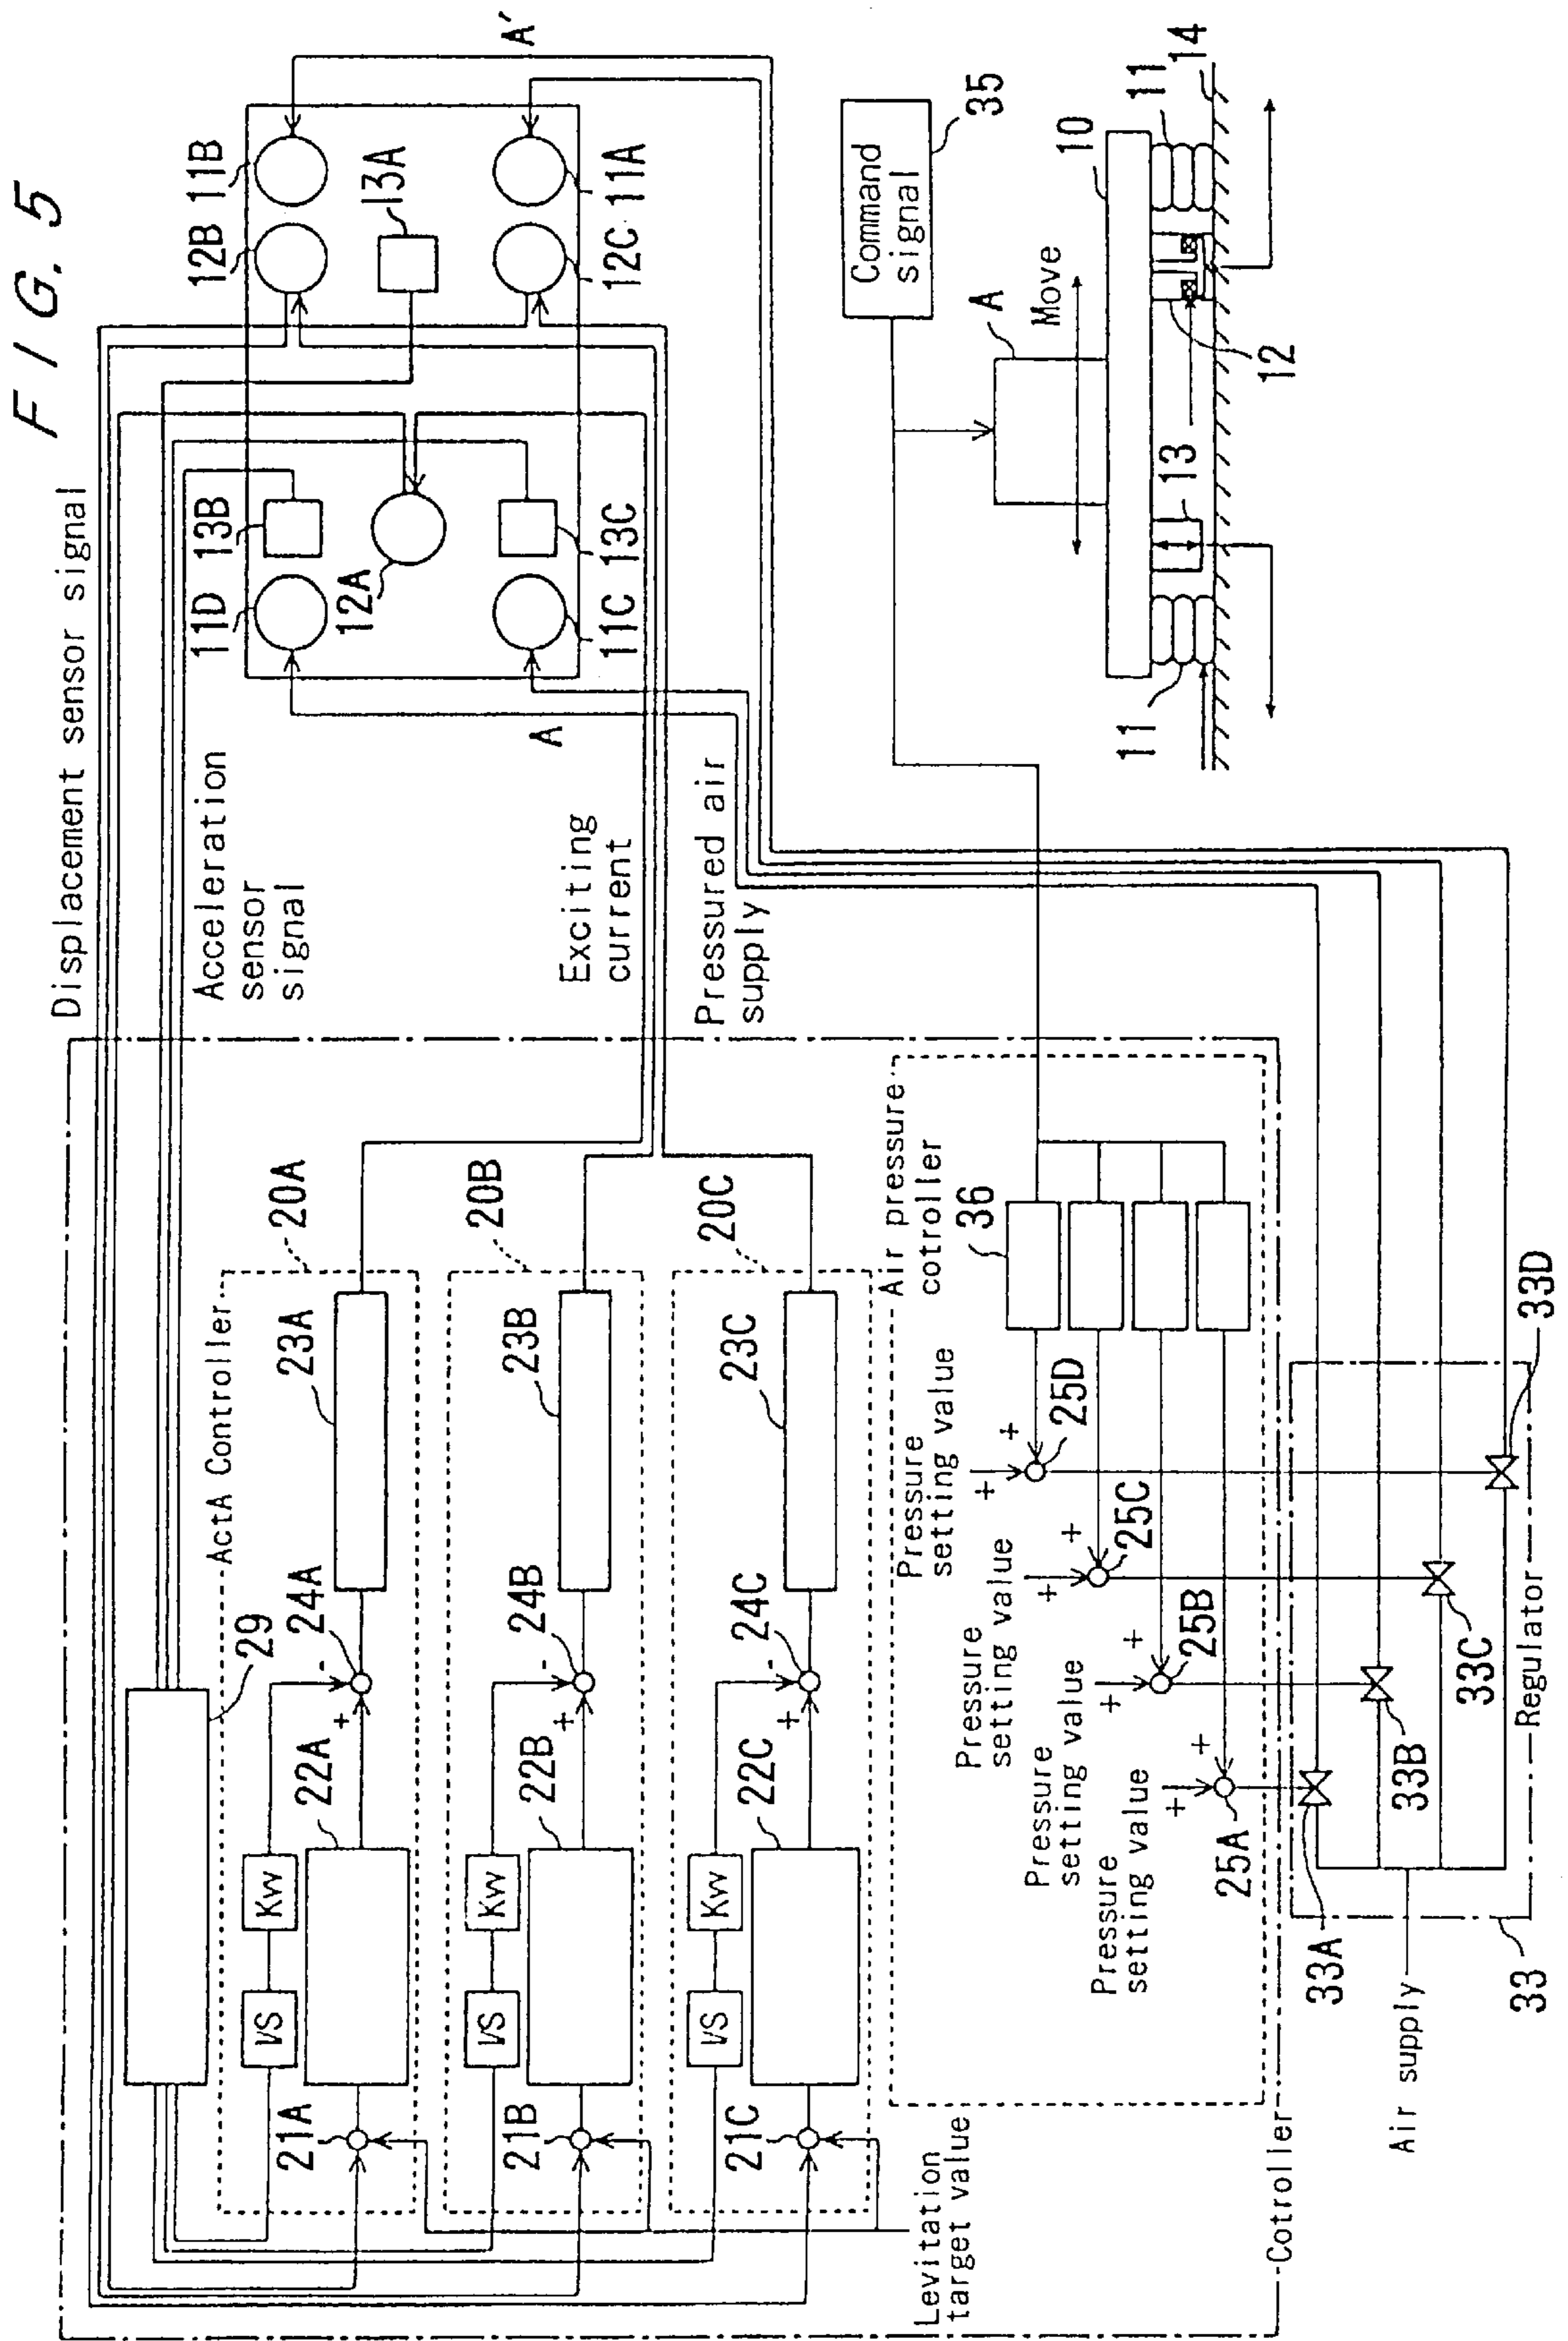 FIG. 5
Displacement sensor signal
Acceleration
sensor
signal
Exciting
current
Pressured air
supply
A
A'
11D
13B
12A
11C
13C
12B
11B
13A
12C
11A
Command
signal
35
A
Move
10
11
14
11
13
12
29
ActA Controller
20A
21A
I/S
Kw
22A
24A
+
-
23A
20B
21B
I/S
Kw
22B
24B
+
-
23B
20C
21C
I/S
Kw
22C
24C
+
-
23C
Levitation
target value
Air pressure
cotroller
36
Pressure
setting value
+
+
25D
Pressure
setting value
+
+
25C
Pressure
setting value
+
+
25B
Pressure
setting value
+
+
25A
Cotroller
Air supply
33A
33B
33C
33D
Regulator
33